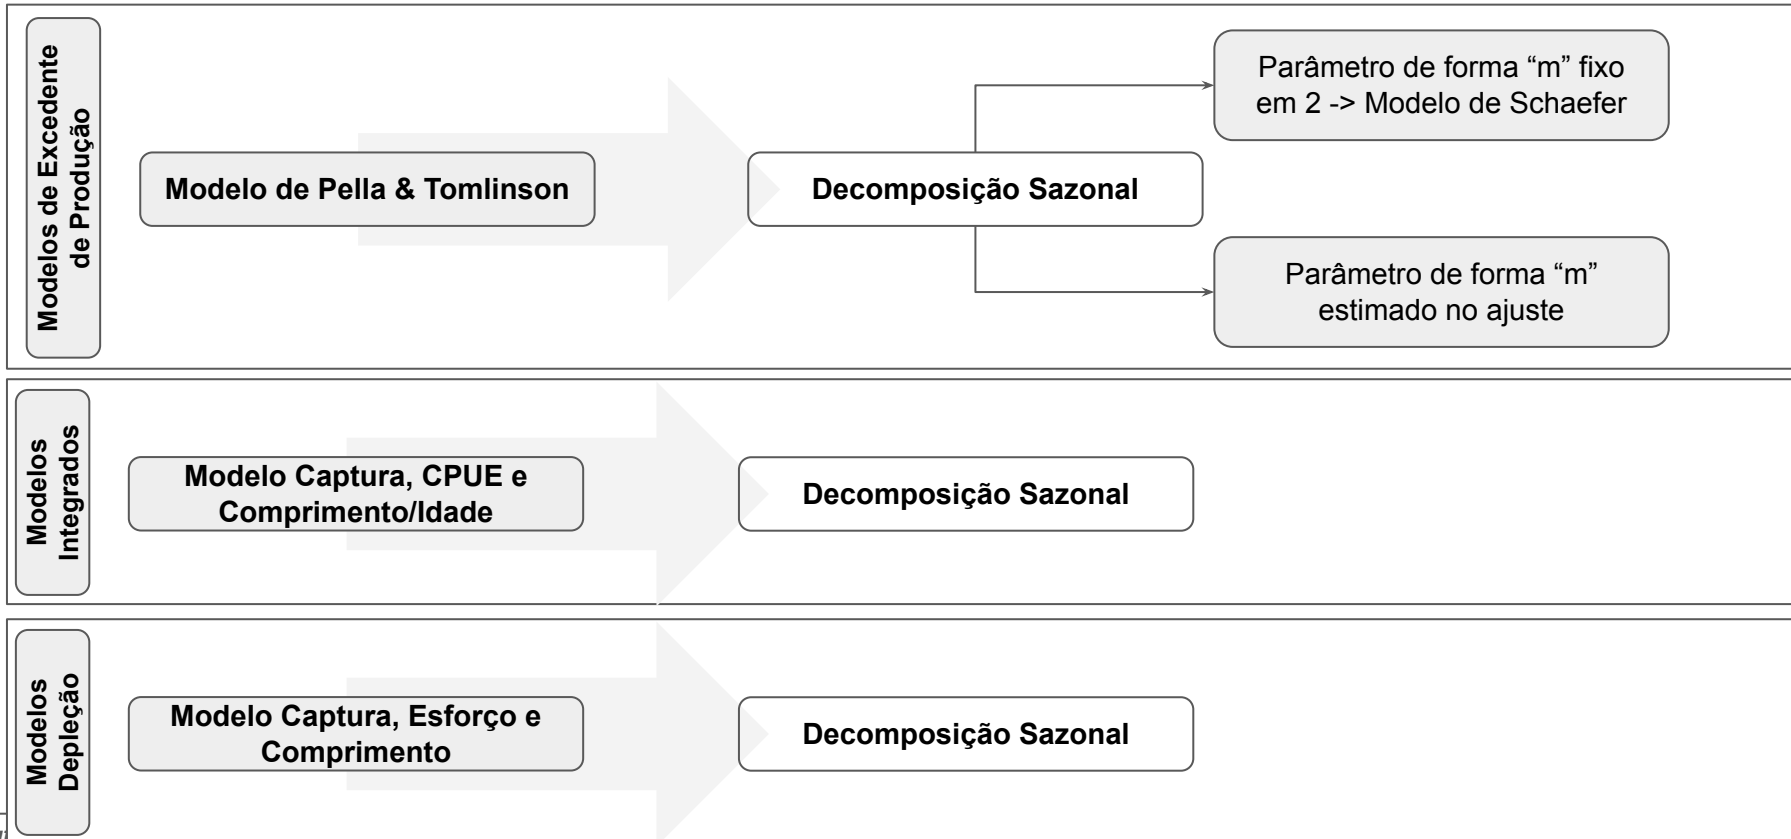 Modelos de Excedente
de Produção
Modelo de Pella & Tomlinson
Decomposição Sazonal
Parâmetro de forma “m” fixo
em 2 -> Modelo de Schaefer
Parâmetro de forma “m”
estimado no ajuste
Modelos
Integrados
Modelo Captura, CPUE e
Comprimento/Idade
Decomposição Sazonal
Modelos
Depleção
Modelo Captura, Esforço e
Comprimento
Decomposição Sazonal